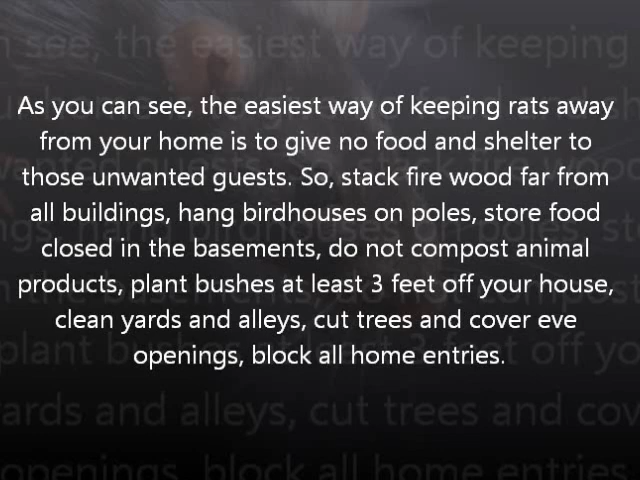 As you can see, the easiest way of keeping rats away
from your home is to give no food and shelter to
those unwanted guests. So, stack fire wood far from
all buildings, hang birdhouses on poles, store food
closed in the basements, do not compost animal
products, plant bushes at least 3 feet off your house,
clean yards and alleys, cut trees and cover eve
openings, block all home entries.